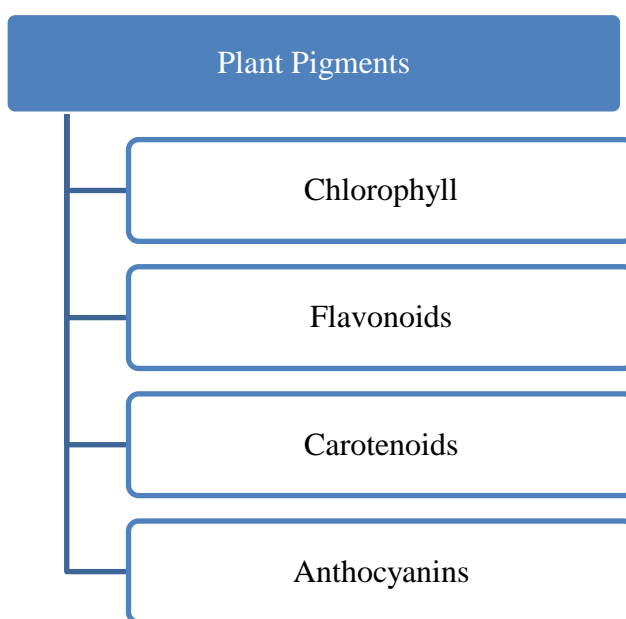 Plant Pigments
Chlorophyll
Flavonoids
Carotenoids
Anthocyanins